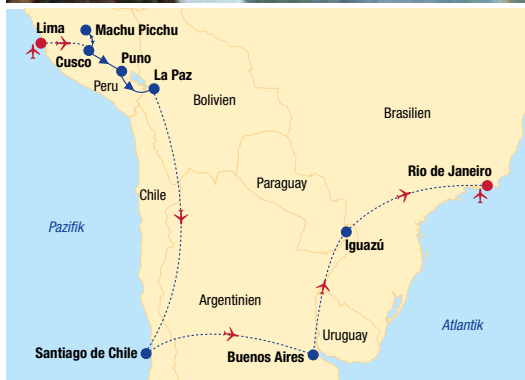 Lima
Machu Picchu
Cusco
Puno
La Paz
Peru
Bolivien
Brasilien
Rio de Janeiro
Paraguay
Chile
Pazifik
Iguazú
Argentinien
Uruguay
Atlantik
Santiago de Chile
Buenos Aires